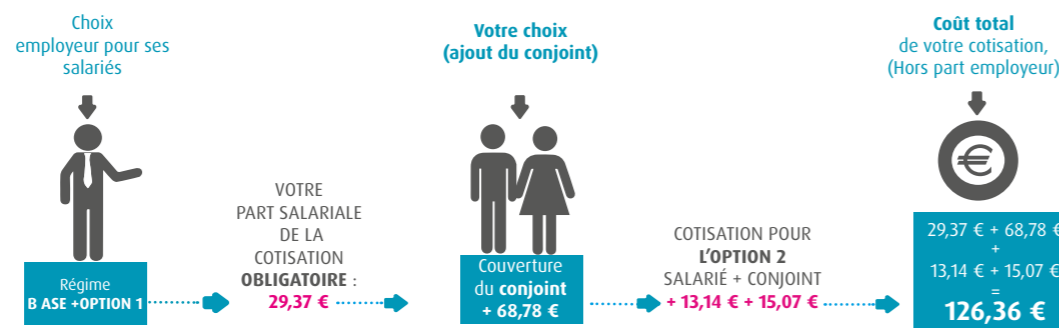 Choix
employeur pour ses
salariés
Régime
B ASE +OPTION 1
VOTRE
PART SALARIALE
DE LA
COTISATION
OBLIGATOIRE :
29,37 €
Votre choix
(ajout du conjoint)
Couverture
du conjoint
+ 68,78 €
COTISATION POUR
L'OPTION 2
SALARIÉ + CONJOINT
+ 13,14 € + 15,07 €
Coût total
de votre cotisation,
(Hors part employeur)
€
29,37 € + 68,78 €
+
13,14 € + 15,07 €
=
126,36 €